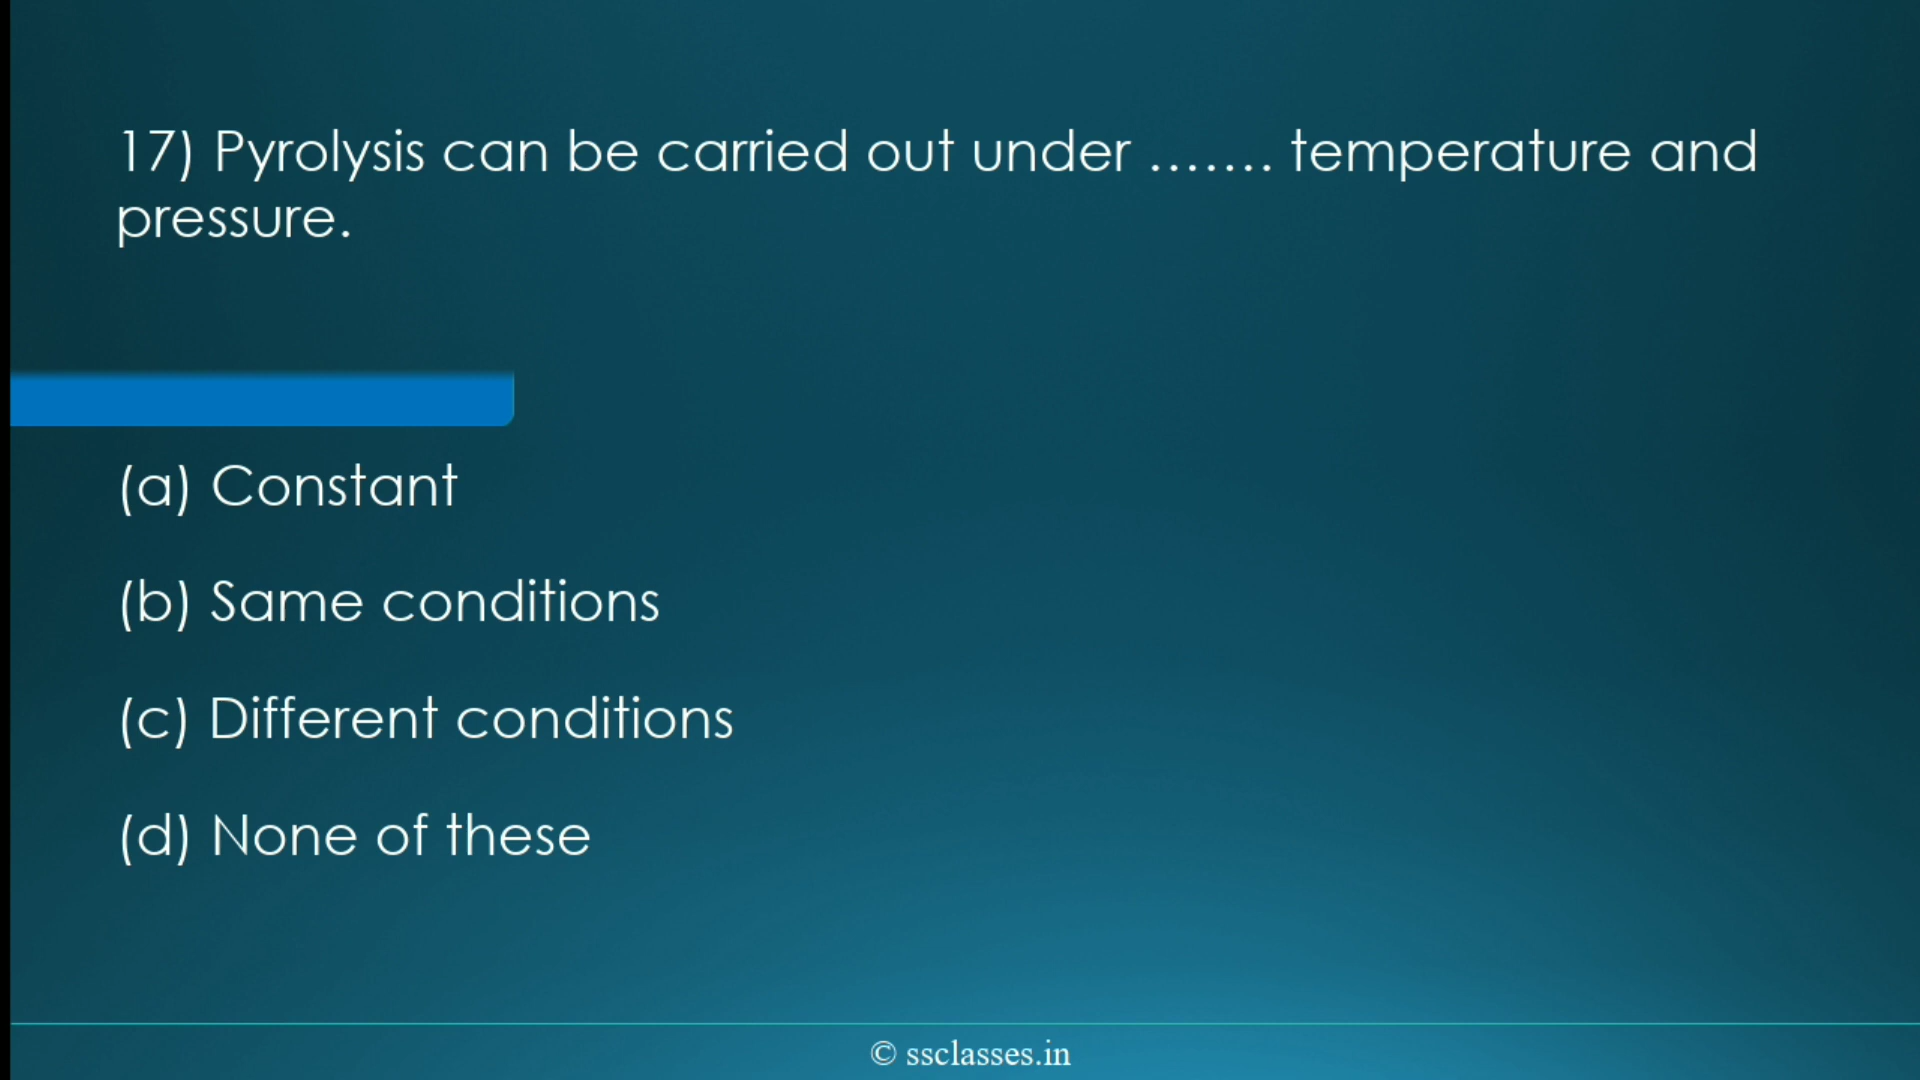 17) Pyrolysis can be carried out under ....... temperature and
pressure.
(a) Constant
(b) Same conditions
(c) Different conditions
(d) None of these
© ssclasses.in